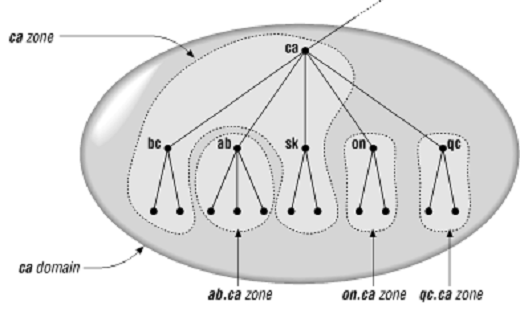 ca zone
ca
bc
ab
sk
on
qc
ca domain
ab.ca zone
on.ca zone
qc.ca zone